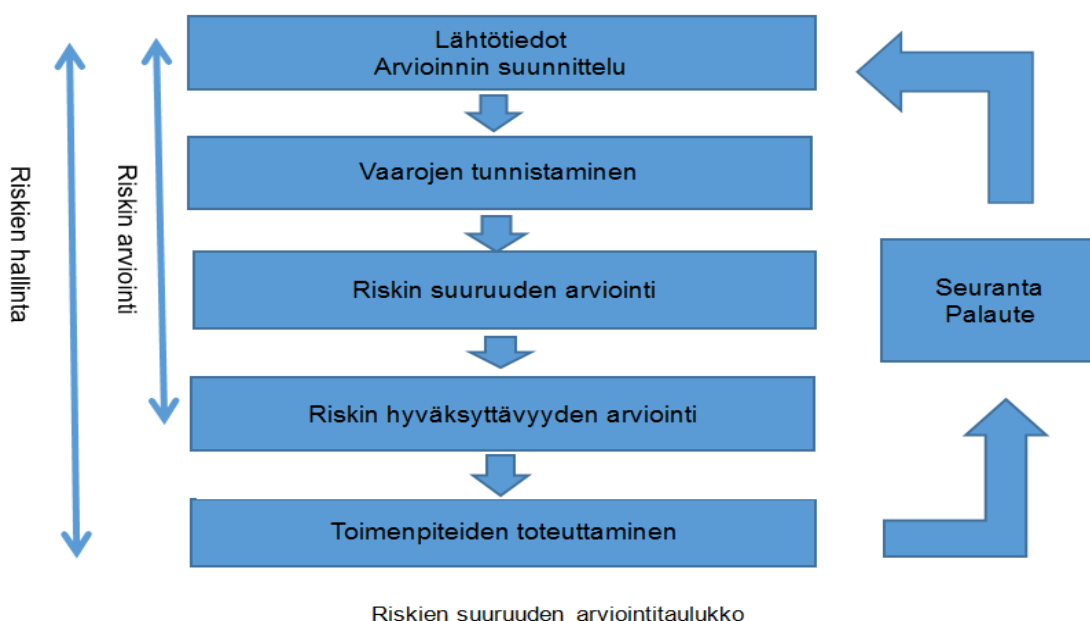 Lähtötiedot
Arvioinnin suunnittelu
Vaarojen tunnistaminen
Riskin suuruuden arviointi
Riskin hyväksyttävyyden arviointi
Toimenpiteiden toteuttaminen
Riskien hallinta
Riskin arviointi
Seuranta
Palaute
Riskien suuruuden arviointitaulukko